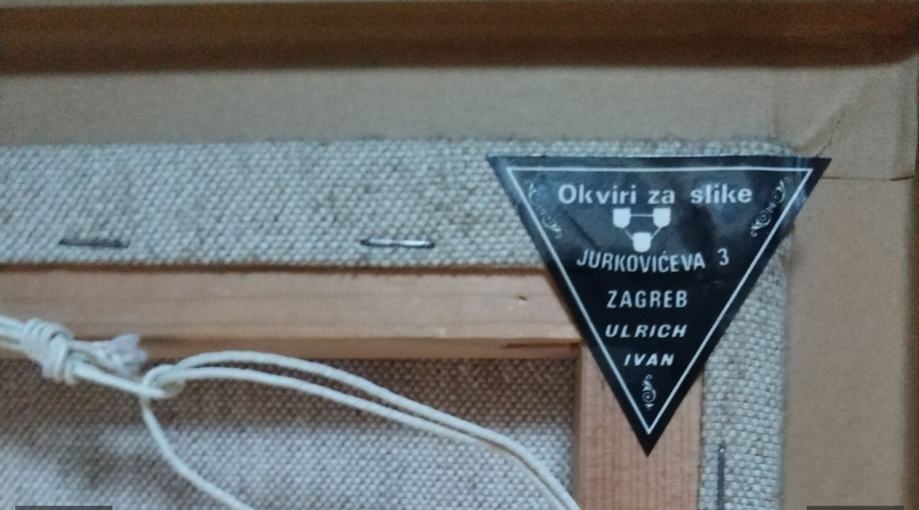 Okviri za slike
JURKOVIĆEVA 3
ZAGREB
ULRICH
IVAN